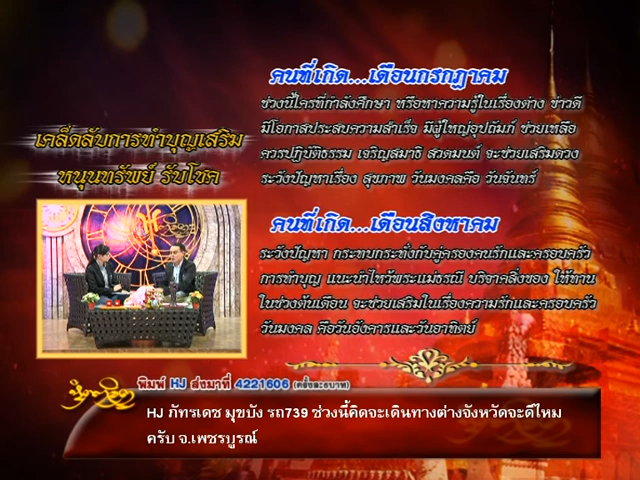 เคล็ดลับการทำบุญเสริม
หนุนทรัพย์ รับโชค
คนที่เกิด...เดือนกรกฎาคม
ช่วงนี้ใครที่กำลังศึกษา หรือหาความรู้ในเรื่องต่าง ข่าวดี
มีโอกาสประสบความสำเร็จ มีผู้ใหญ่อุปถัมภ์ ช่วยเหลือ
ควรปฏิบัติธรรม เจริญสมาธิ สวดมนต์ จะช่วยเสริมดวง
ระวังปัญหาเรื่อง สุขภาพ วันมงคลคือ วันจันทร์
คนที่เกิด...เดือนสิงหาคม
ระวังปัญหา กระทบกระทั่งกับคู่ครองคนรักและครอบครัว
การทำบุญ แนะนำไหว้พระแม่ธรณี บริจาคสิ่งของ ให้ทาน
ในช่วงต้นเดือน จะช่วยเสริมในเรื่องความรักและครอบครัว
วันมงคล คือวันอังคารและวันอาทิตย์
พิมพ์ HJ ส่งมาที่ 4221606 (ครั้งละ๖บาท)
HJ ภัทรเดช มุขบัง รถ739 ช่วงนี้คิดจะเดินทางต่างจังหวัดจะดีไหม
ครับ จ.เพชรบูรณ์